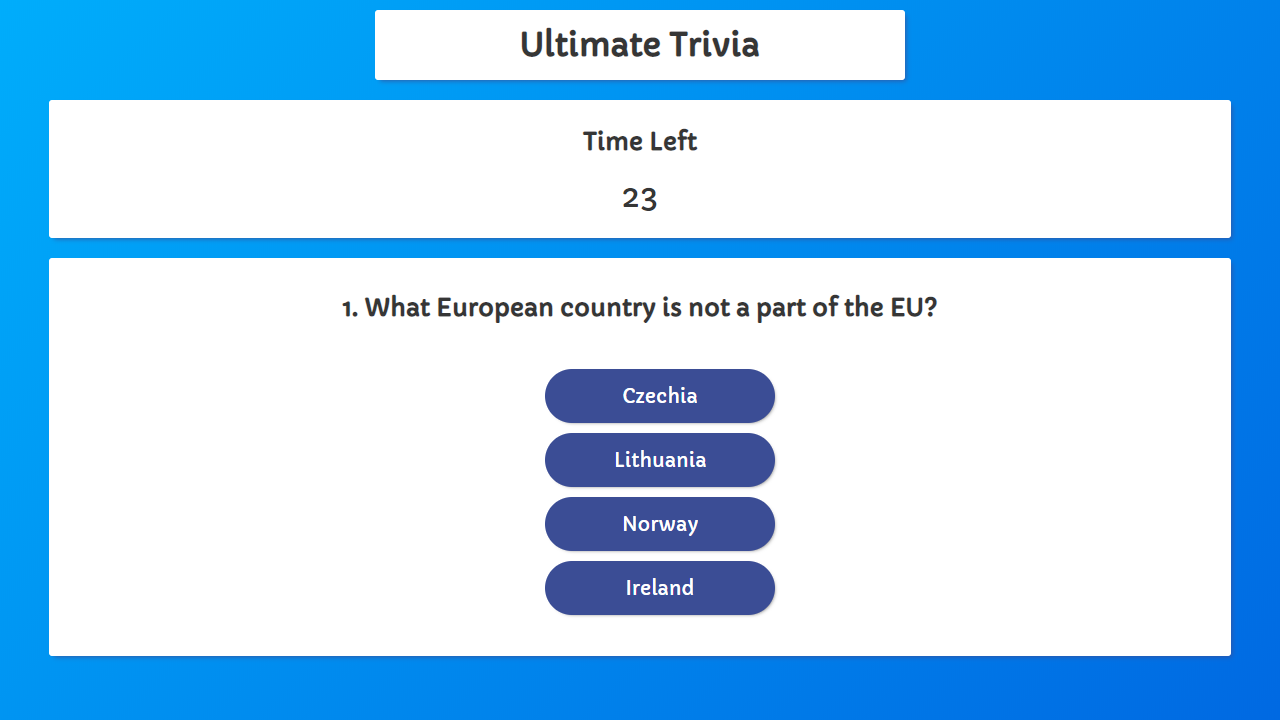 Ultimate Trivia
Time Left
23
1. What European country is not a part of the EU?
Czechia
Lithuania
Norway
Ireland